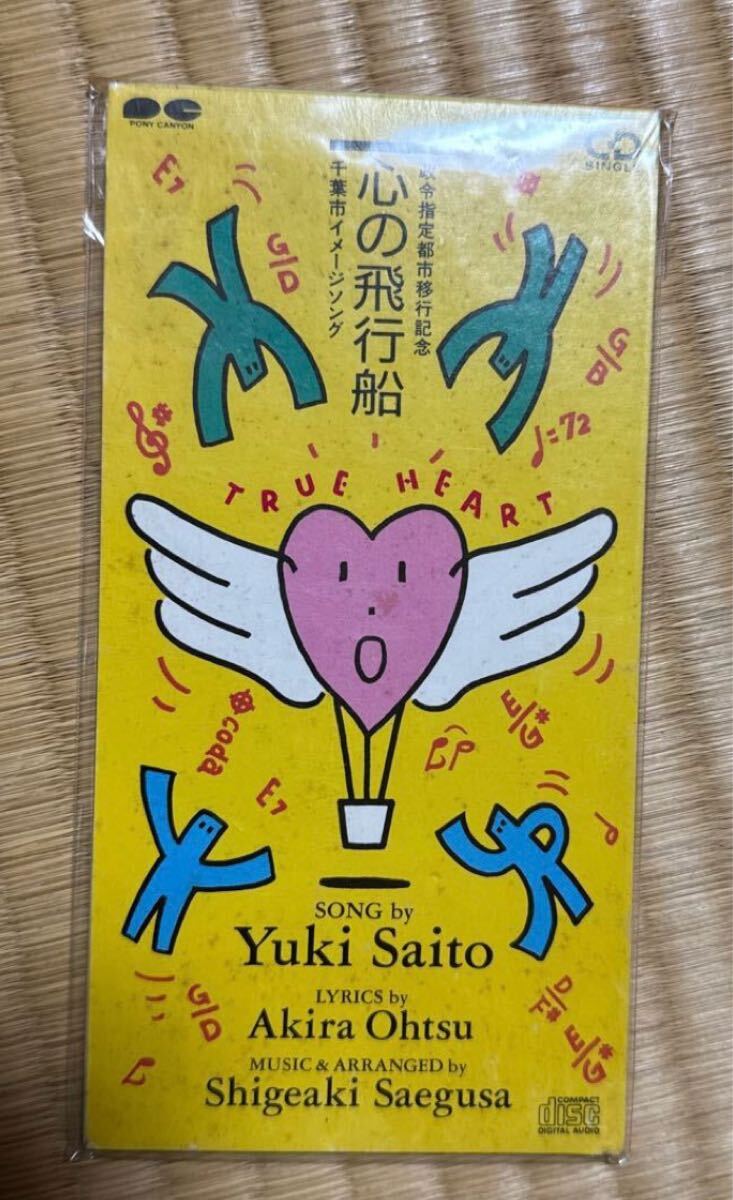 PONY CANYON
CD
SINGLE
政令指定都市移行記念
心の飛行船
千葉市イメージソング
E7
G/D
G/B
♩=72
TRUE HEART
coda
E/G#
E7
G/D
D/F#
E/G#
SONG by
Yuki Saito
LYRICS by
Akira Ohtsu
MUSIC & ARRANGED by
Shigeaki Saegusa
COMPACT
disc
DIGITAL AUDIO